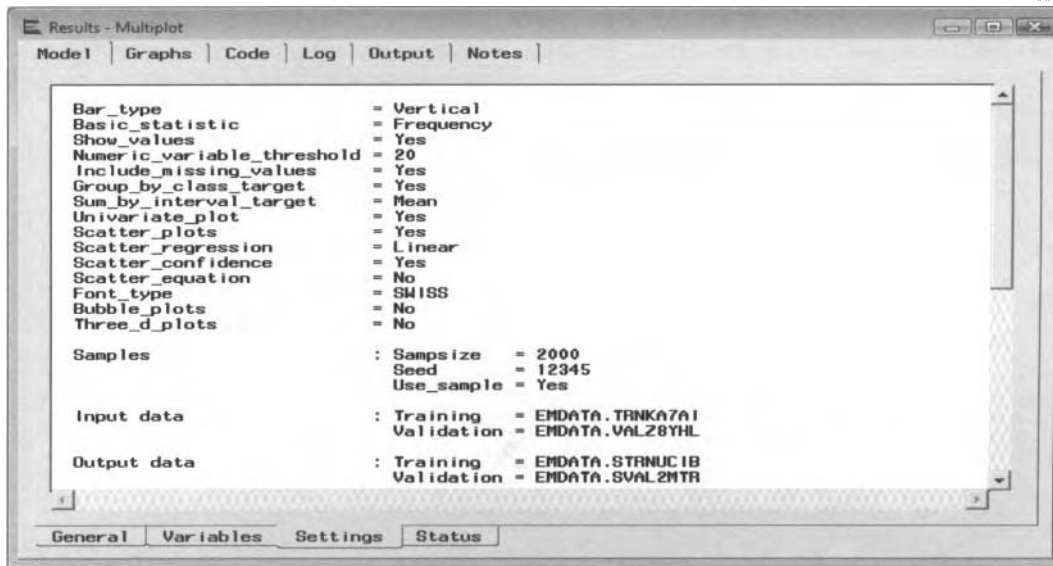 Results - Multiplot
Model Graphs Code Log Output Notes
Bar_type = Vertical
Basic_statistic = Frequency
Show_values = Yes
Numeric_variable_threshold = 20
Include_missing_values = Yes
Group_by_class_target = Yes
Sum_by_interval_target = Mean
Univariate_plot = Yes
Scatter_plots = Yes
Scatter_regression = Linear
Scatter_confidence = Yes
Scatter_equation = No
Font_type = SWISS
Bubble_plots = No
Three_d_plots = No
Samples : Sampsize = 2000
Seed = 12345
Use_sample = Yes
Input data : Training = EMDATA.TRNKA7AI
Validation = EMDATA.VALZ8YHL
Output data : Training = EMDATA.STRNUCIB
Validation = EMDATA.SVAL2MTR
General Variables Settings Status